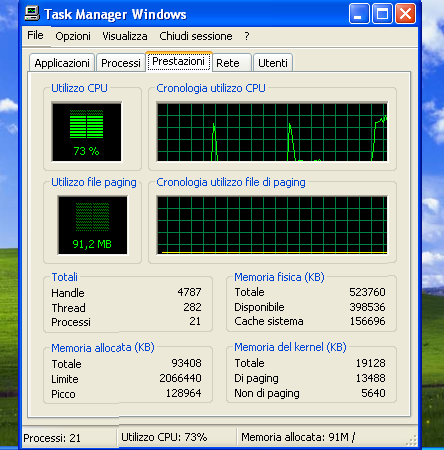 Task Manager Windows
File Opzioni Visualizza Chiudi sessione ?
Applicazioni Processi Prestazioni Rete Utenti
Utilizzo CPU Cronologia utilizzo CPU
73 %
Utilizzo file paging Cronologia utilizzo file di paging
91,2 MB
Totali Memoria fisica (KB)
Handle 4787 Totale 523760
Thread 282 Disponibile 398536
Processi 21 Cache sistema 156696
Memoria allocata (KB) Memoria del kernel (KB)
Totale 93408 Totale 19128
Limite 2066440 Di paging 13488
Picco 128964 Non di paging 5640
Processi: 21 Utilizzo CPU: 73% Memoria allocata: 91M /